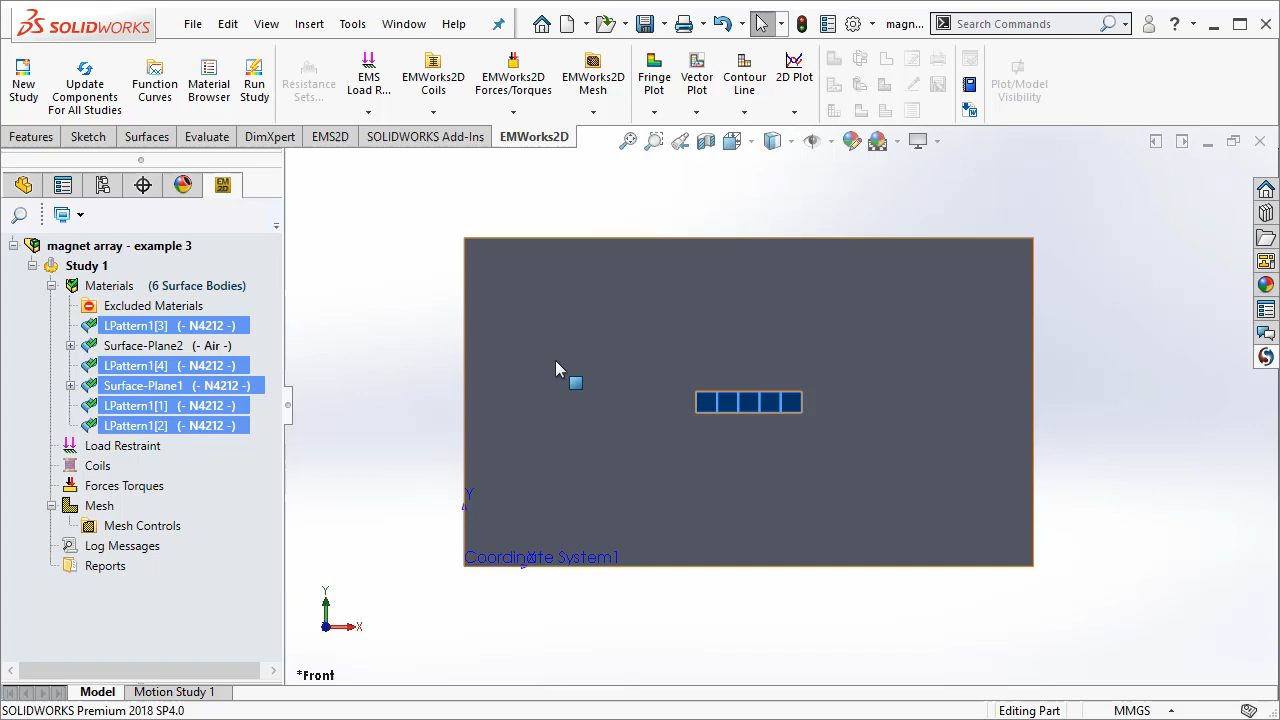 SOLIDWORKS File Edit View Insert Tools Window Help magn... Search Commands ?
New Study
Update Components For All Studies
Function Curves
Material Browser
Run Study
Resistance Sets...
EMS Load R...
EMWorks2D Coils
EMWorks2D Forces/Torques
EMWorks2D Mesh
Fringe Plot
Vector Plot
Contour Line
2D Plot
Plot/Model Visibility
Features Sketch Surfaces Evaluate DimXpert EMS2D SOLIDWORKS Add-Ins EMWorks2D
EM 2D
magnet array - example 3
Study 1
Materials (6 Surface Bodies)
Excluded Materials
LPattern1[3] (- N4212 -)
Surface-Plane2 (- Air -)
LPattern1[4] (- N4212 -)
Surface-Plane1 (- N4212 -)
LPattern1[1] (- N4212 -)
LPattern1[2] (- N4212 -)
Load Restraint
Coils
Forces Torques
Mesh
Mesh Controls
Log Messages
Reports
Y
X
Coordinate System1
Y
X
*Front
Model Motion Study 1
SOLIDWORKS Premium 2018 SP4.0 Editing Part MMGS